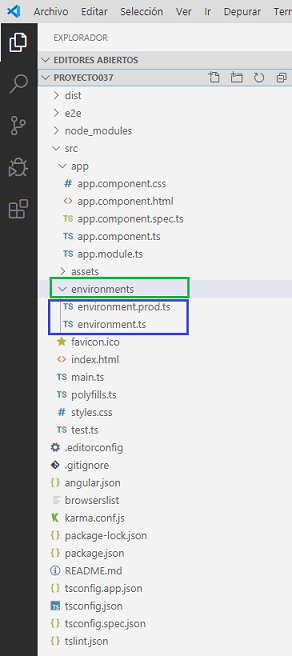 Archivo Editar Selección Ver Ir Depurar Term
EXPLORADOR
EDITORES ABIERTOS
PROYECTO037
dist
e2e
node_modules
src
app
# app.component.css
<> app.component.html
TS app.component.spec.ts
TS app.component.ts
TS app.module.ts
assets
environments
TS environment.prod.ts
TS environment.ts
favicon.ico
<> index.html
TS main.ts
TS polyfills.ts
# styles.css
TS test.ts
.editorconfig
.gitignore
{ } angular.json
browserslist
karma.conf.js
{ } package-lock.json
{ } package.json
README.md
{ } tsconfig.app.json
TS tsconfig.json
{ } tsconfig.spec.json
{ } tslint.json